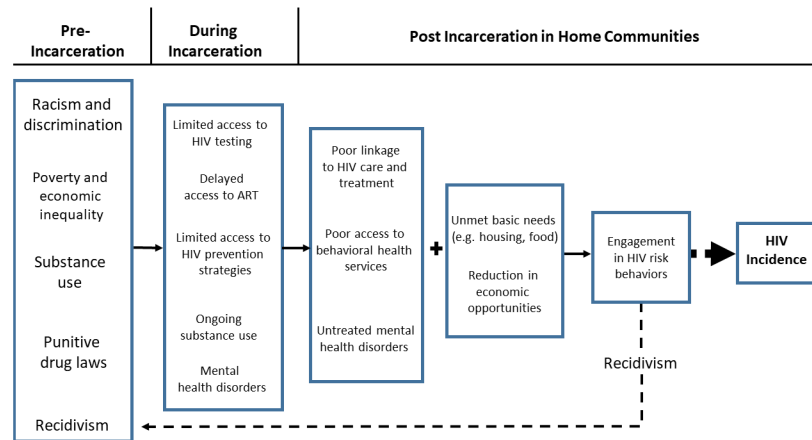 Pre-
Incarceration
During
Incarceration
Post Incarceration in Home Communities
Racism and
discrimination
Poverty and
economic
inequality
Substance
use
Punitive
drug laws
Recidivism
Limited access to
HIV testing
Delayed
access to ART
Limited access to
HIV prevention
strategies
Ongoing
substance use
Mental
health disorders
Poor linkage
to HIV care and
treatment
Poor access to
behavioral health
services
Untreated mental
health disorders
+
Unmet basic needs
(e.g. housing, food)
Reduction in
economic
opportunities
Engagement
in HIV risk
behaviors
HIV
Incidence
Recidivism